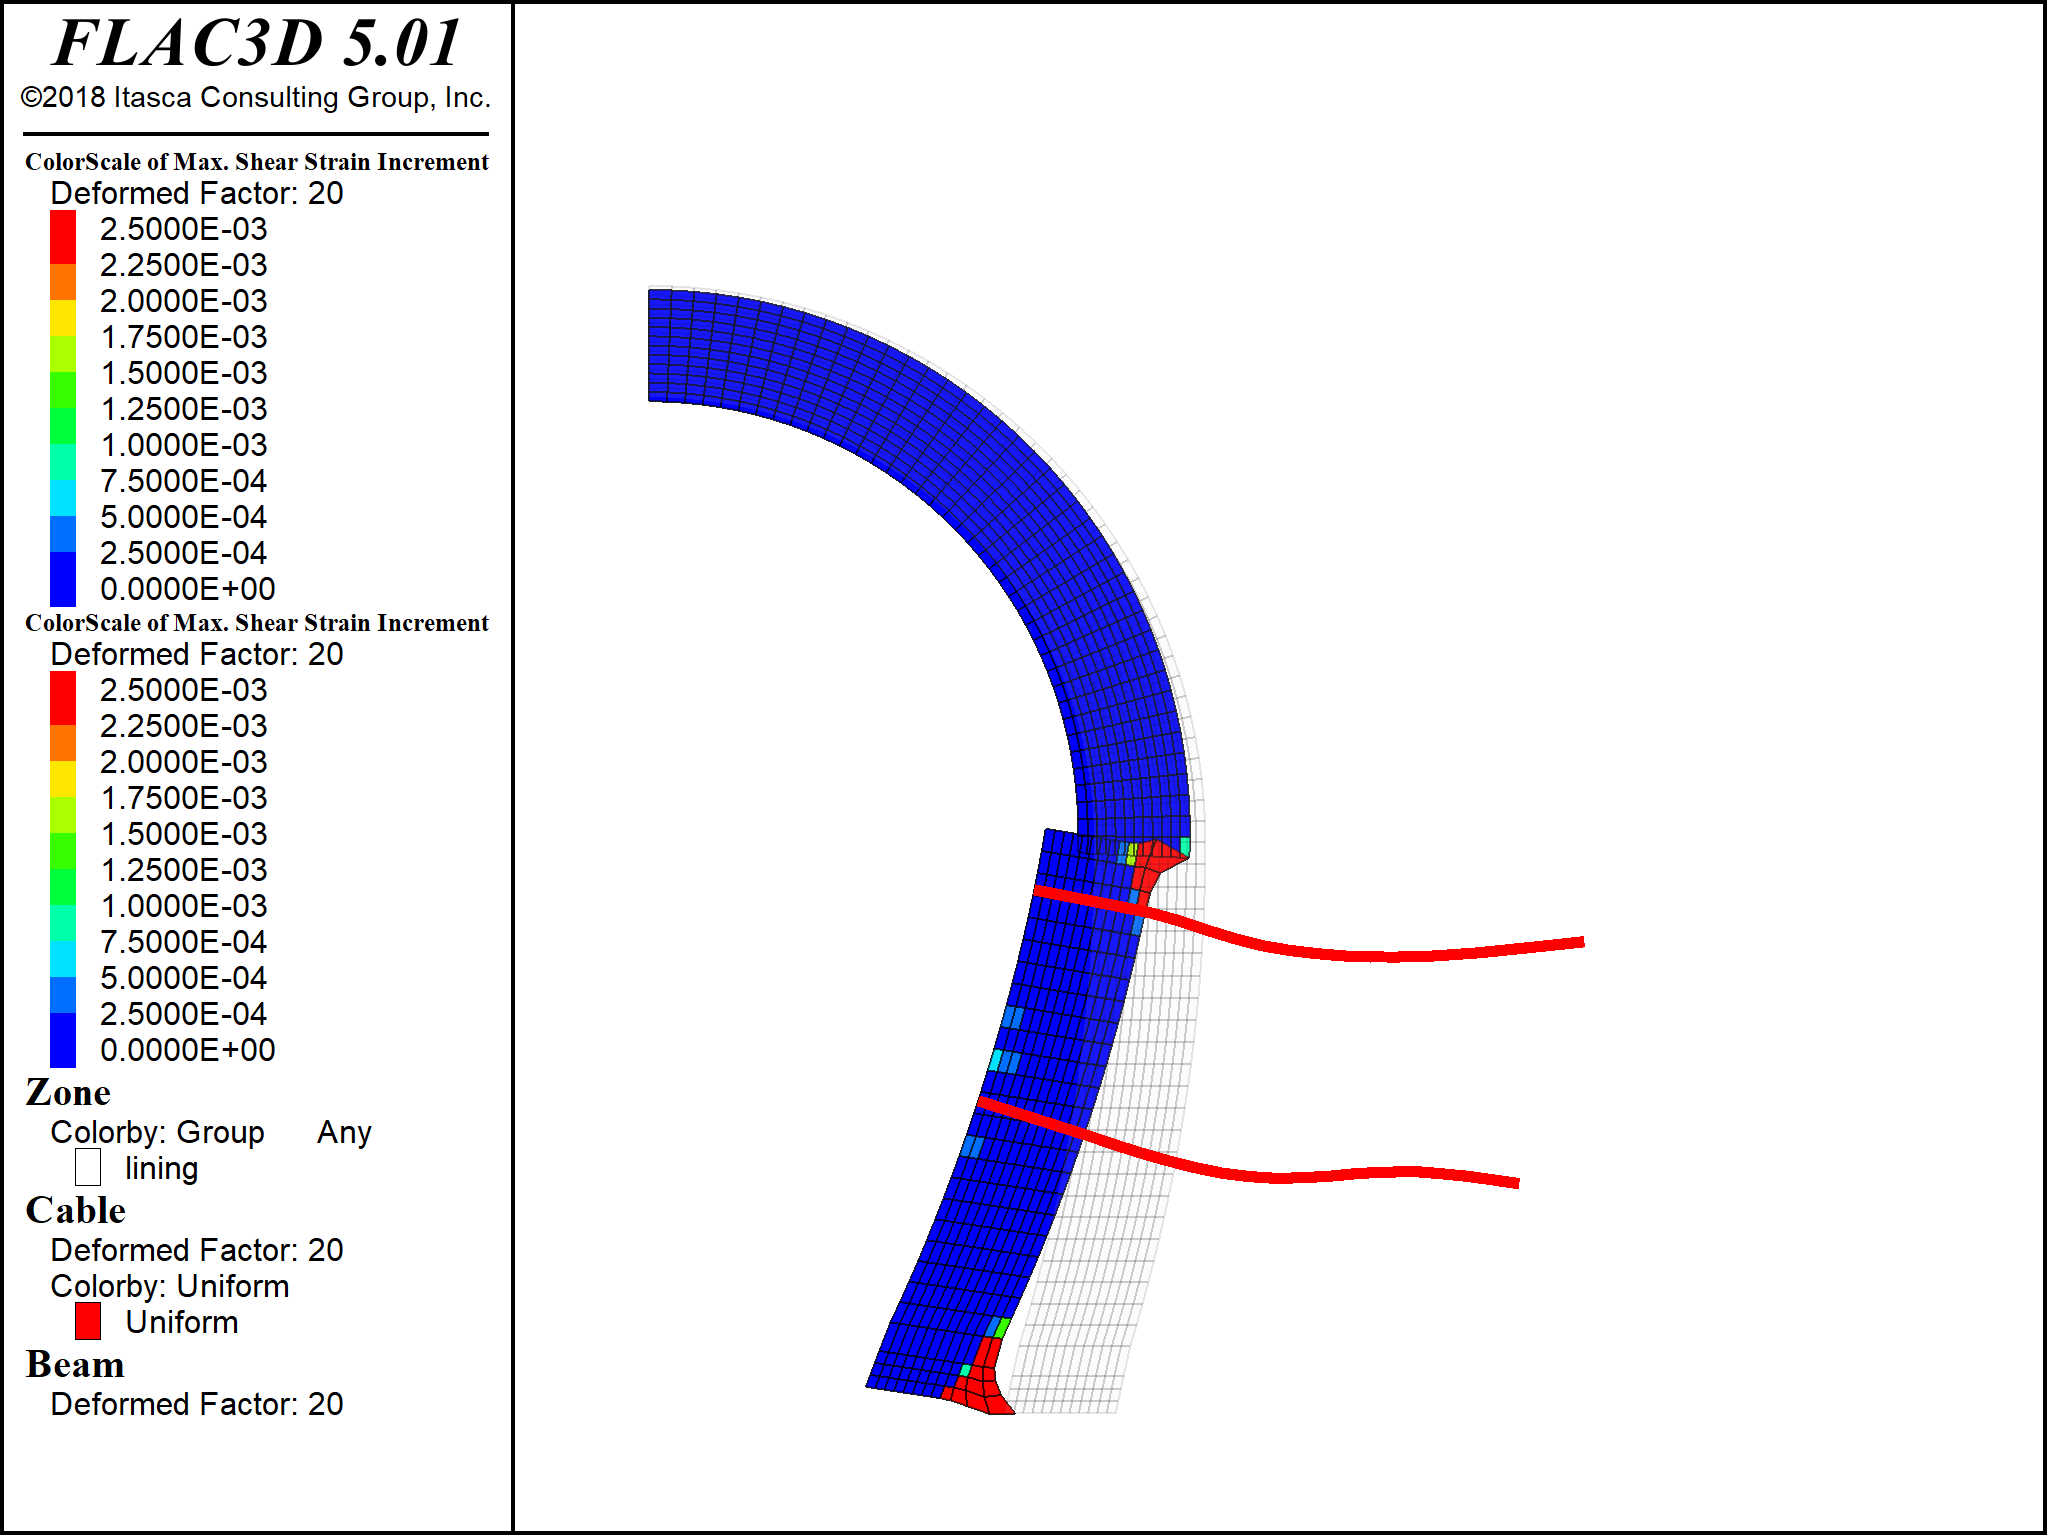 FLAC3D 5.01
©2018 Itasca Consulting Group, Inc.
ColorScale of Max. Shear Strain Increment
Deformed Factor: 20
2.5000E-03
2.2500E-03
2.0000E-03
1.7500E-03
1.5000E-03
1.2500E-03
1.0000E-03
7.5000E-04
5.0000E-04
2.5000E-04
0.0000E+00
ColorScale of Max. Shear Strain Increment
Deformed Factor: 20
2.5000E-03
2.2500E-03
2.0000E-03
1.7500E-03
1.5000E-03
1.2500E-03
1.0000E-03
7.5000E-04
5.0000E-04
2.5000E-04
0.0000E+00
Zone
Colorby: Group Any
lining
Cable
Deformed Factor: 20
Colorby: Uniform
Uniform
Beam
Deformed Factor: 20